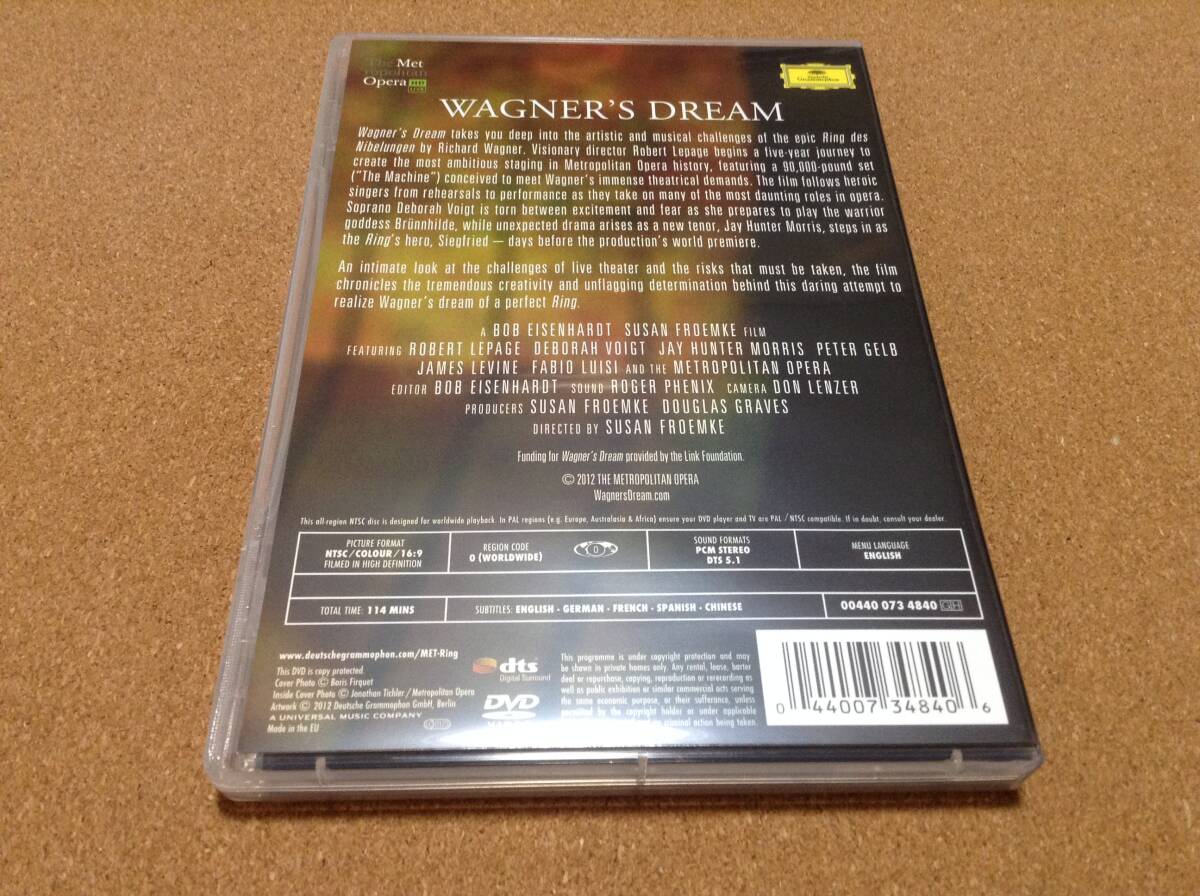 The Met
ropolitan
Opera HD
LIVE
Deutsche
Grammophon
WAGNER'S DREAM
Wagner's Dream takes you deep into the artistic and musical challenges of the epic Ring des
Nibelungen by Richard Wagner. Visionary director Robert Lepage begins a five-year journey to
create the most ambitious staging in Metropolitan Opera history, featuring a 90,000-pound set
("The Machine") conceived to meet Wagner's immense theatrical demands. The film follows heroic
singers from rehearsals to performance as they take on many of the most daunting roles in opera.
Soprano Deborah Voigt is torn between excitement and fear as she prepares to play the warrior
goddess Brünnhilde, while unexpected drama arises as a new tenor, Jay Hunter Morris, steps in as
the Ring's hero, Siegfried — days before the production's world premiere.
An intimate look at the challenges of live theater and the risks that must be taken, the film
chronicles the tremendous creativity and unflagging determination behind this daring attempt to
realize Wagner's dream of a perfect Ring.
A BOB EISENHARDT SUSAN FROEMKE FILM
FEATURING ROBERT LEPAGE DEBORAH VOIGT JAY HUNTER MORRIS PETER GELB
JAMES LEVINE FABIO LUISI AND THE METROPOLITAN OPERA
EDITOR BOB EISENHARDT SOUND ROGER PHENIX CAMERA DON LENZER
PRODUCERS SUSAN FROEMKE DOUGLAS GRAVES
DIRECTED BY SUSAN FROEMKE
Funding for Wagner's Dream provided by the Link Foundation.
© 2012 THE METROPOLITAN OPERA
WagnersDream.com
This all-region NTSC disc is designed for worldwide playback. In PAL regions (e.g. Europe, Australasia & Africa) ensure your DVD player and TV are PAL / NTSC compatible. If in doubt, consult your dealer.
PICTURE FORMAT
NTSC/COLOUR/16:9
FILMED IN HIGH DEFINITION
REGION CODE
0 (WORLDWIDE)
0
SOUND FORMATS
PCM STEREO
DTS 5.1
MENU LANGUAGE
ENGLISH
TOTAL TIME: 114 MINS
SUBTITLES: ENGLISH · GERMAN · FRENCH · SPANISH · CHINESE
00440 073 4840 GH
www.deutschegrammophon.com/MET-Ring
This DVD is copy protected.
Cover Photo © Boris Firquet
Inside Cover Photo © Jonathan Tichler / Metropolitan Opera
Artwork © 2012 Deutsche Grammophon GmbH, Berlin
A UNIVERSAL MUSIC COMPANY
Made in the EU
dts
Digital Surround
DVD
This programme is under copyright protection and may
be shown in private homes only. Any rental, lease, barter
deal or repurchase, copying, reproduction or rerecording as
well as public exhibition or similar commercial acts serving
the same economic purpose, or their sufferance, unless
permitted by the copyright holder or under applicable
criminal action being taken.
0 44007 34840 6